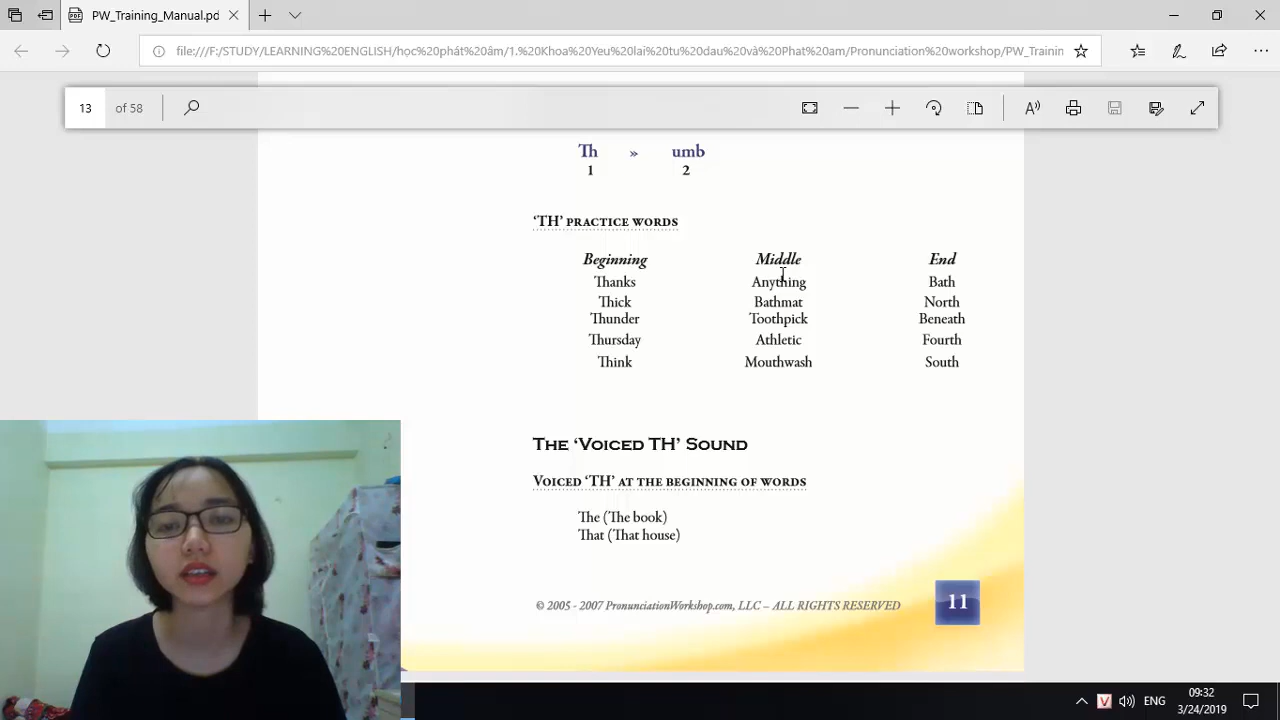 PW_Training_Manual.pdf
file:///F:/STUDY/LEARNING%20ENGLISH/học%20phát%20âm/1.%20Khoa%20Yeu%20lai%20tu%20dau%20và%20Phat%20am/Pronunciation%20workshop/PW_Trainin
13 of 58
Th » umb
1 2
‘TH’ PRACTICE WORDS
Beginning Middle End
Thanks Anything Bath
Thick Bathmat North
Thunder Toothpick Beneath
Thursday Athletic Fourth
Think Mouthwash South
THE ‘VOICED TH’ SOUND
VOICED ‘TH’ AT THE BEGINNING OF WORDS
The (The book)
That (That house)
© 2005 - 2007 PronunciationWorkshop.com, LLC – ALL RIGHTS RESERVED
11
ENG
09:32
3/24/2019